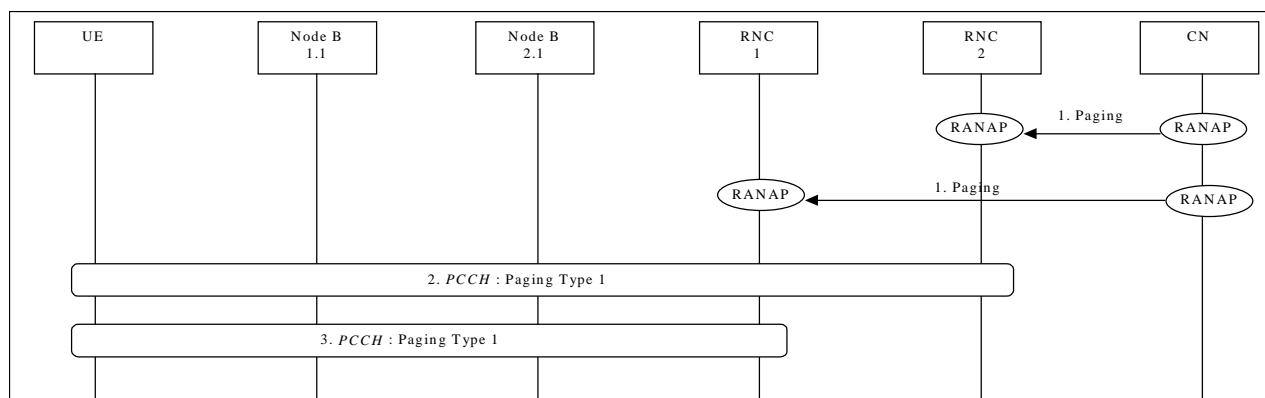 UE
Node B
1.1
Node B
2.1
RNC
1
RNC
2
CN
1. Paging
RANAP
RANAP
1. Paging
RANAP
RANAP
2. PCCH : Paging Type 1
3. PCCH : Paging Type 1